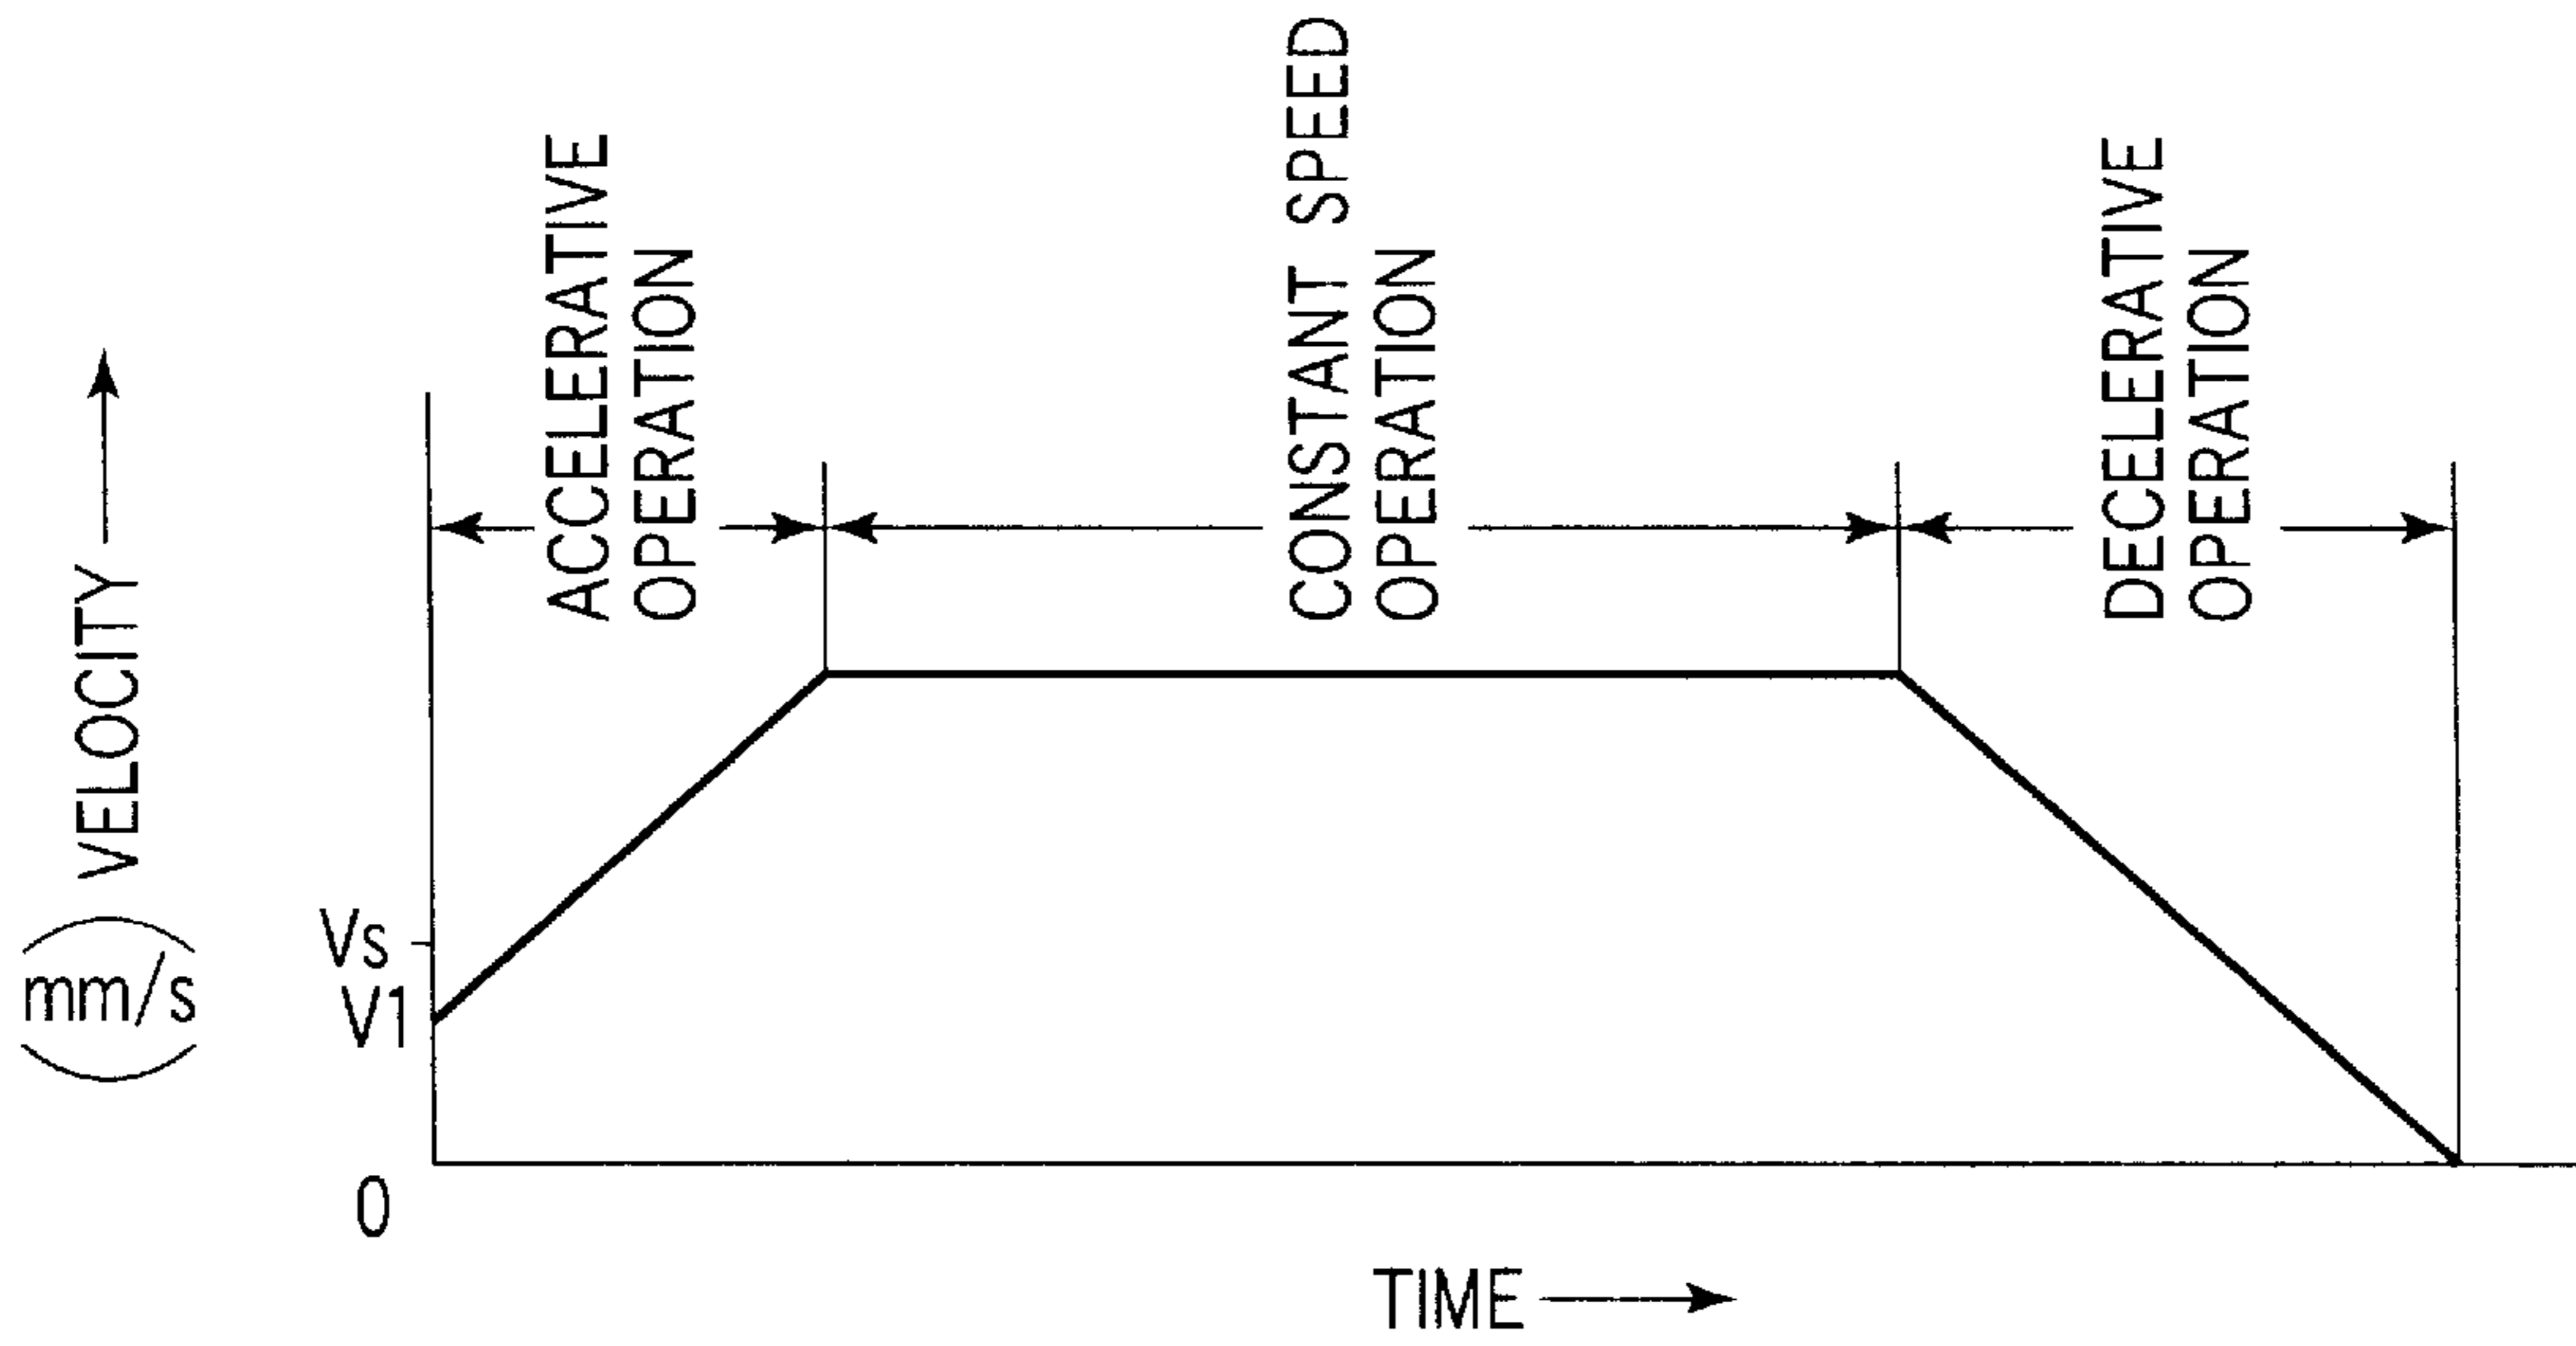 ACCELERATIVE
OPERATION
CONSTANT SPEED
OPERATION
DECELERATIVE
OPERATION
VELOCITY
(mm/s)
Vs
V1
0
TIME